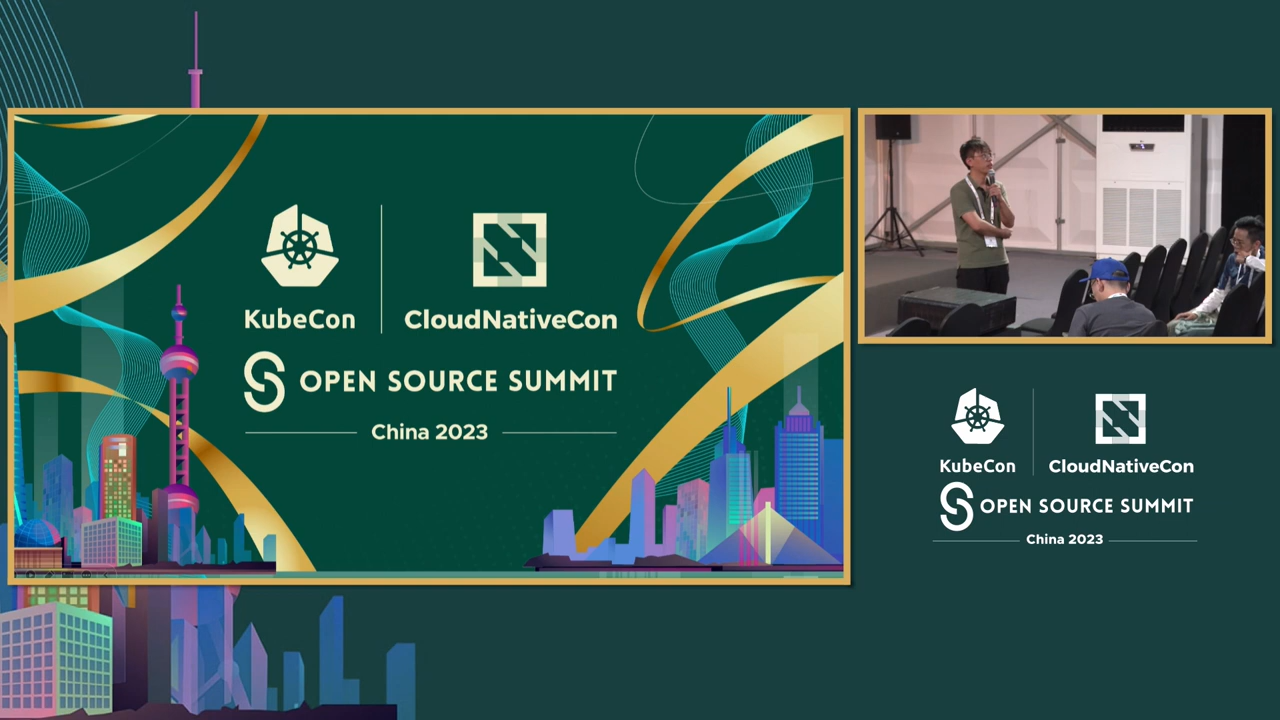 KubeCon
CloudNativeCon
OPEN SOURCE SUMMIT
China 2023
KubeCon
CloudNativeCon
OPEN SOURCE SUMMIT
China 2023